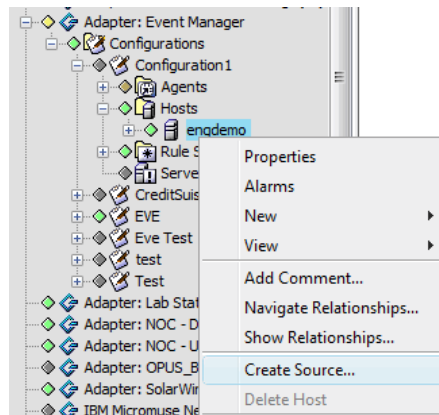 Adapter: Event Manager
Configurations
Configuration1
Agents
Hosts
engdemo
Rule S
Serve
CreditSuis
EVE
Eve Test
test
Test
Adapter: Lab Stat
Adapter: NOC - D
Adapter: NOC - U
Adapter: OPUS_B
Adapter: SolarWin
IBM Micromuse Ne
Properties
Alarms
New
View
Add Comment...
Navigate Relationships...
Show Relationships...
Create Source...
Delete Host